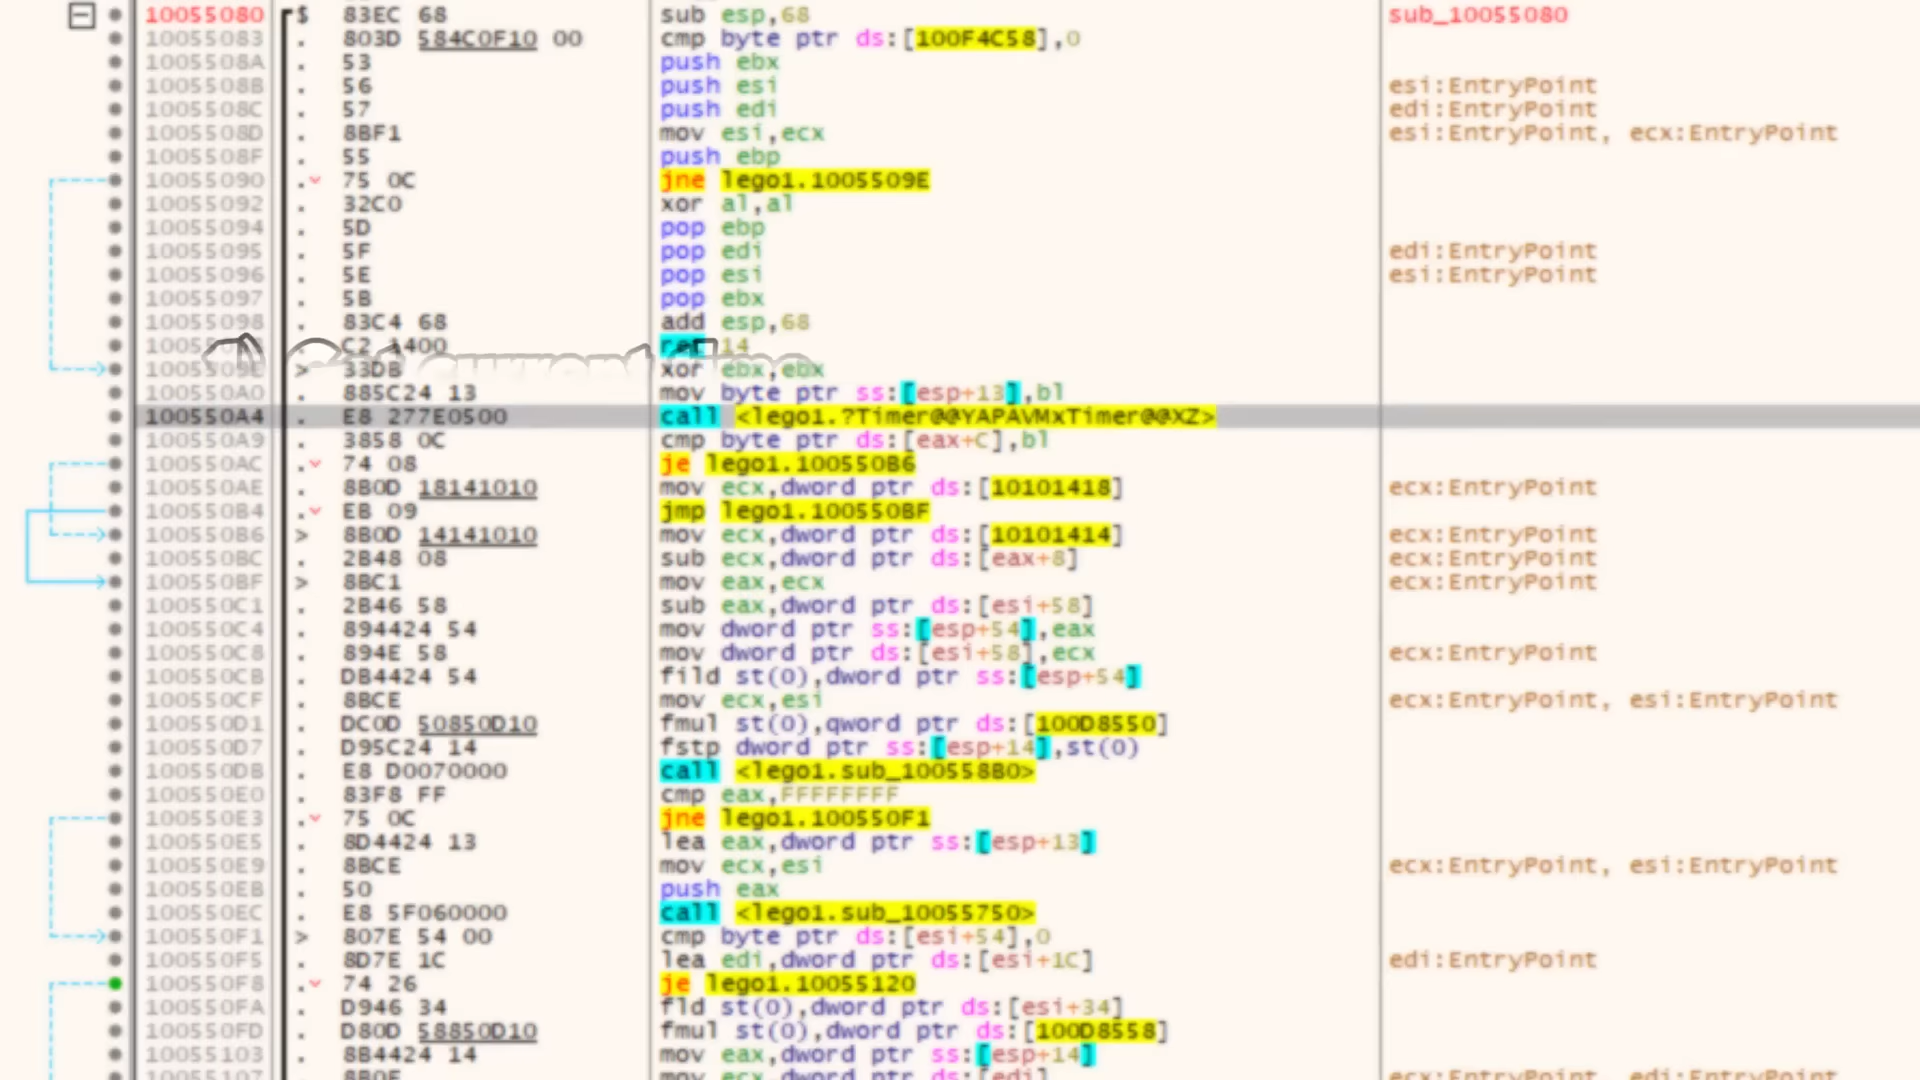 10055080 $ 83EC 68 sub esp,68 sub_10055080
10055083 . 803D 584C0F10 00 cmp byte ptr ds:[100F4C58],0
1005508A . 53 push ebx
1005508B . 56 push esi esi:EntryPoint
1005508C . 57 push edi edi:EntryPoint
1005508D . 8BF1 mov esi,ecx esi:EntryPoint, ecx:EntryPoint
1005508F . 55 push ebp
10055090 . 75 0C jne lego1.1005509E
10055092 . 32C0 xor al,al
10055094 . 5D pop ebp
10055095 . 5F pop edi edi:EntryPoint
10055096 . 5E pop esi esi:EntryPoint
10055097 . 5B pop ebx
10055098 . 83C4 68 add esp,68
C2 1400 ret 14
1005509E > 33DB xor ebx,ebx
100550A0 . 885C24 13 mov byte ptr ss:[esp+13],bl
100550A4 . E8 277E0500 call <lego1.?Timer@@YAPAVMxTimer@@XZ>
100550A9 . 3858 0C cmp byte ptr ds:[eax+C],bl
100550AC . 74 08 je lego1.100550B6
100550AE . 8B0D 18141010 mov ecx,dword ptr ds:[10101418] ecx:EntryPoint
100550B4 . EB 09 jmp lego1.100550BF
100550B6 > 8B0D 14141010 mov ecx,dword ptr ds:[10101414] ecx:EntryPoint
100550BC . 2B48 08 sub ecx,dword ptr ds:[eax+8] ecx:EntryPoint
100550BF > 8BC1 mov eax,ecx ecx:EntryPoint
100550C1 . 2B46 58 sub eax,dword ptr ds:[esi+58]
100550C4 . 894424 54 mov dword ptr ss:[esp+54],eax
100550C8 . 894E 58 mov dword ptr ds:[esi+58],ecx ecx:EntryPoint
100550CB . DB4424 54 fild st(0),dword ptr ss:[esp+54]
100550CF . 8BCE mov ecx,esi ecx:EntryPoint, esi:EntryPoint
100550D1 . DC0D 50850D10 fmul st(0),qword ptr ds:[100D8550]
100550D7 . D95C24 14 fstp dword ptr ss:[esp+14],st(0)
100550DB . E8 D0070000 call <lego1.sub_100558B0>
100550E0 . 83F8 FF cmp eax,FFFFFFFF
100550E3 . 75 0C jne lego1.100550F1
100550E5 . 8D4424 13 lea eax,dword ptr ss:[esp+13]
100550E9 . 8BCE mov ecx,esi ecx:EntryPoint, esi:EntryPoint
100550EB . 50 push eax
100550EC . E8 5F060000 call <lego1.sub_10055750>
100550F1 > 807E 54 00 cmp byte ptr ds:[esi+54],0
100550F5 . 8D7E 1C lea edi,dword ptr ds:[esi+1C] edi:EntryPoint
100550F8 . 74 26 je lego1.10055120
100550FA . D946 34 fld st(0),dword ptr ds:[esi+34]
100550FD . D80D 58850D10 fmul st(0),dword ptr ds:[100D8558]
10055103 . 8B4424 14 mov eax,dword ptr ss:[esp+14]
10055107 . 8B0F mov ecx,dword ptr ds:[edi] ecx:EntryPoint, edi:EntryPoint